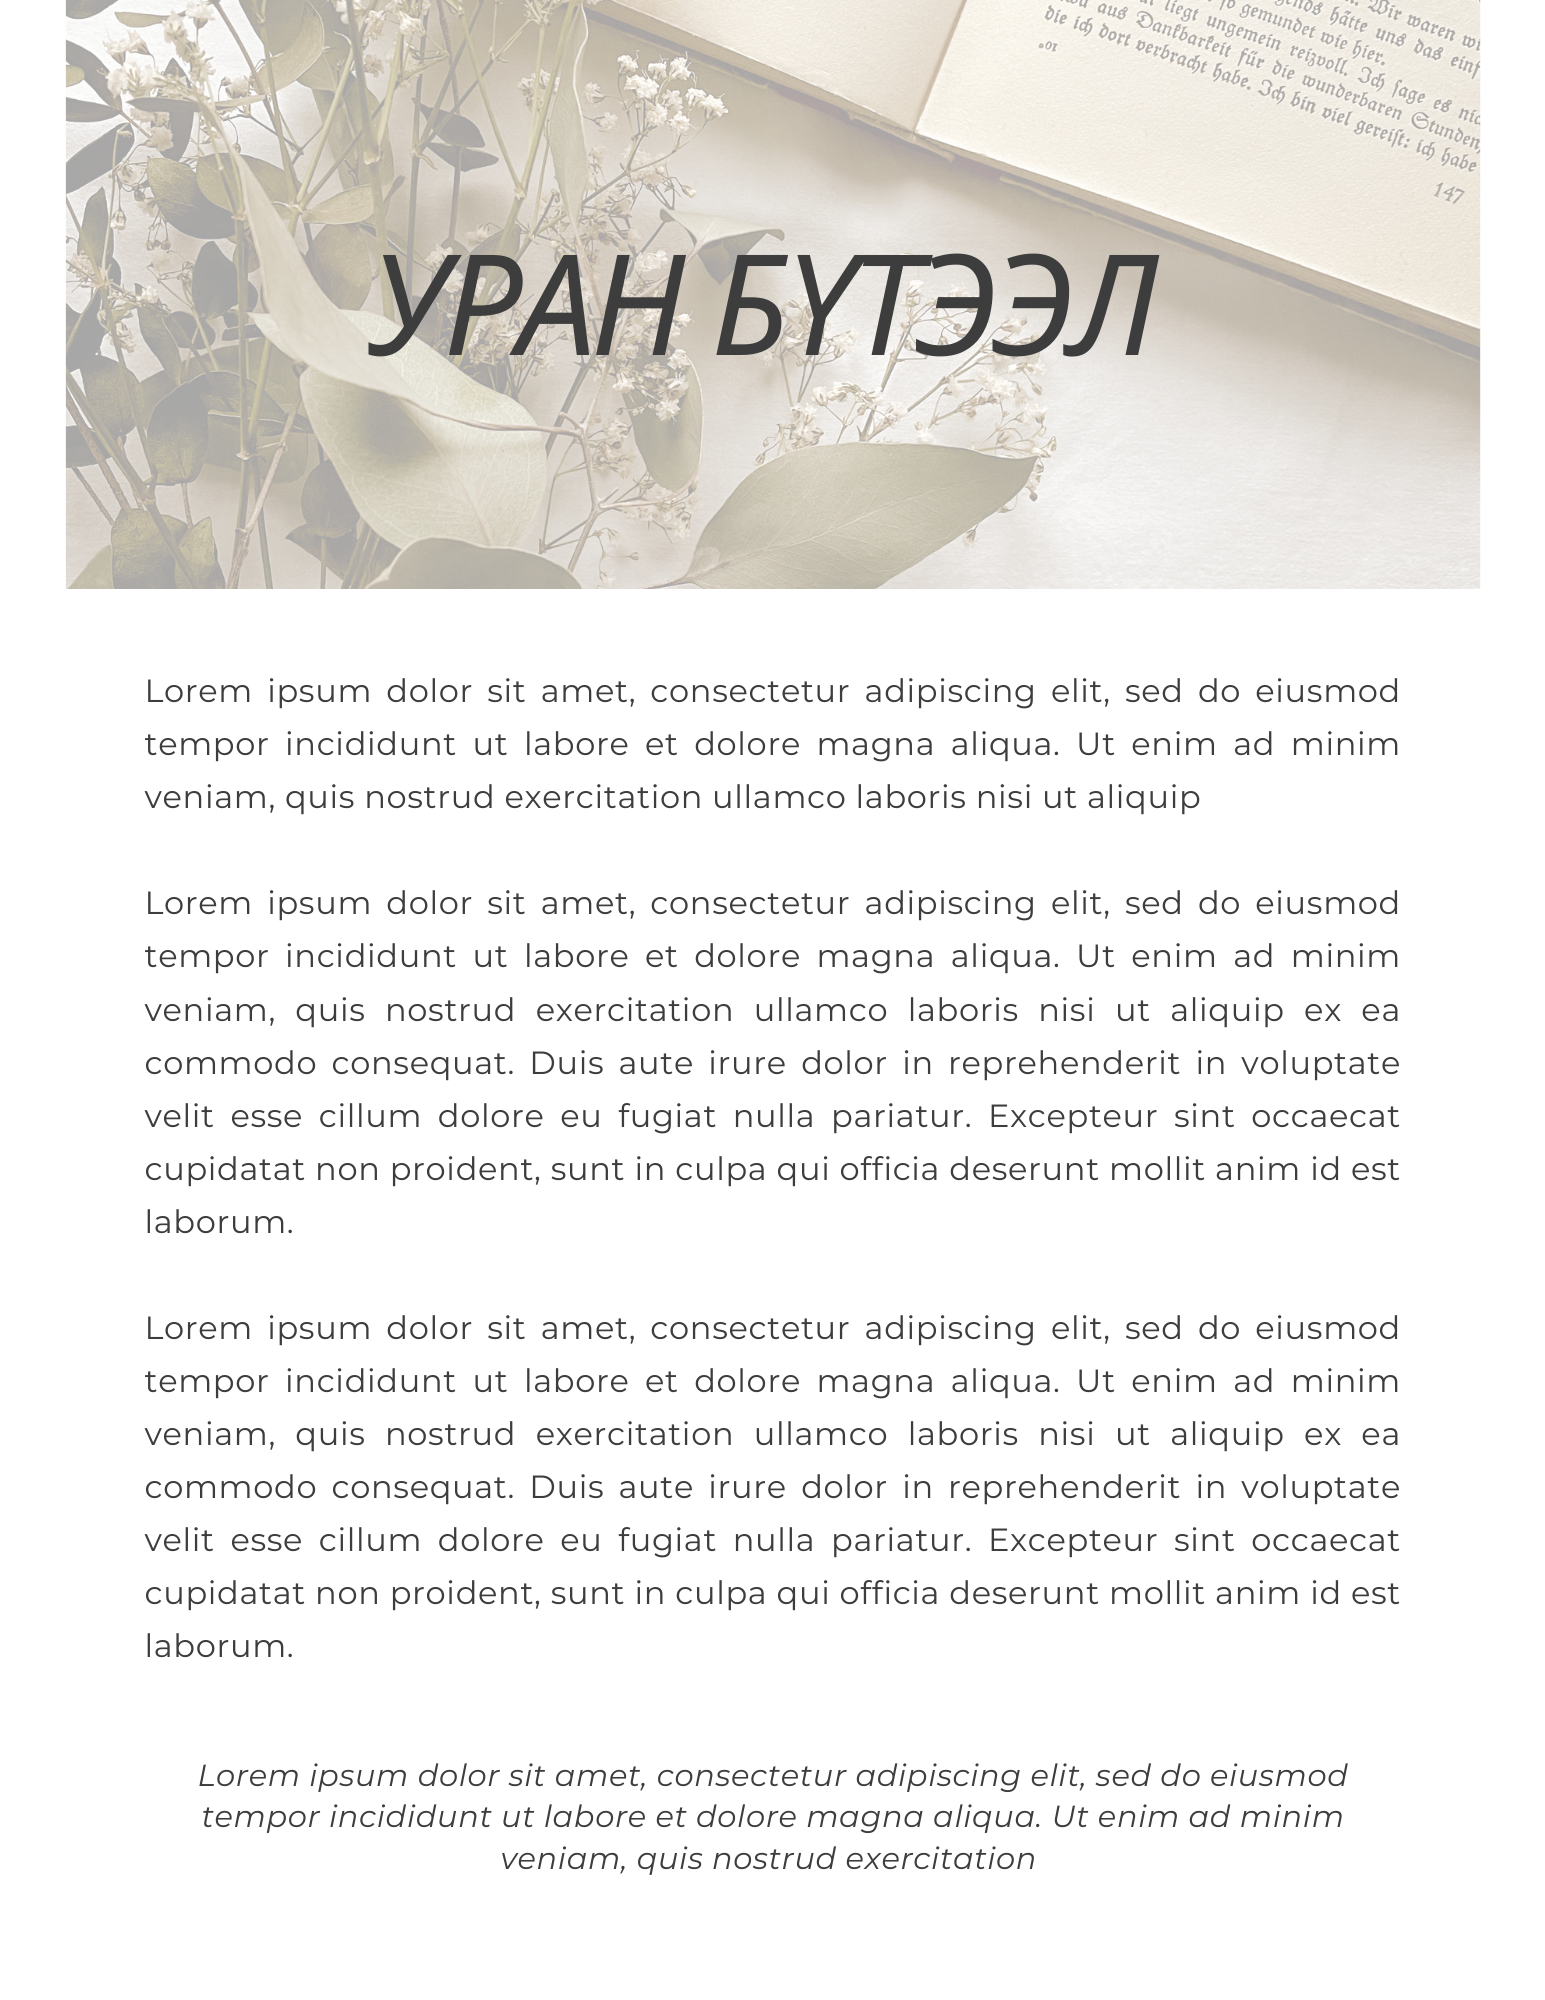 Wir waren
hätte uns das einf
so gemundet wie hier.
liegt ungemein reizvoll. Ich sage es
aus Dankbarkeit für die wunderbaren Stunden,
die ich dort verbracht habe. Ich bin viel gereist: ich habe
10*
147
УРАН БҮТЭЭЛ
Lorem ipsum dolor sit amet, consectetur adipiscing elit, sed do eiusmod
tempor incididunt ut labore et dolore magna aliqua. Ut enim ad minim
veniam, quis nostrud exercitation ullamco laboris nisi ut aliquip
Lorem ipsum dolor sit amet, consectetur adipiscing elit, sed do eiusmod
tempor incididunt ut labore et dolore magna aliqua. Ut enim ad minim
veniam, quis nostrud exercitation ullamco laboris nisi ut aliquip ex ea
commodo consequat. Duis aute irure dolor in reprehenderit in voluptate
velit esse cillum dolore eu fugiat nulla pariatur. Excepteur sint occaecat
cupidatat non proident, sunt in culpa qui officia deserunt mollit anim id est
laborum.
Lorem ipsum dolor sit amet, consectetur adipiscing elit, sed do eiusmod
tempor incididunt ut labore et dolore magna aliqua. Ut enim ad minim
veniam, quis nostrud exercitation ullamco laboris nisi ut aliquip ex ea
commodo consequat. Duis aute irure dolor in reprehenderit in voluptate
velit esse cillum dolore eu fugiat nulla pariatur. Excepteur sint occaecat
cupidatat non proident, sunt in culpa qui officia deserunt mollit anim id est
laborum.
Lorem ipsum dolor sit amet, consectetur adipiscing elit, sed do eiusmod
tempor incididunt ut labore et dolore magna aliqua. Ut enim ad minim
veniam, quis nostrud exercitation